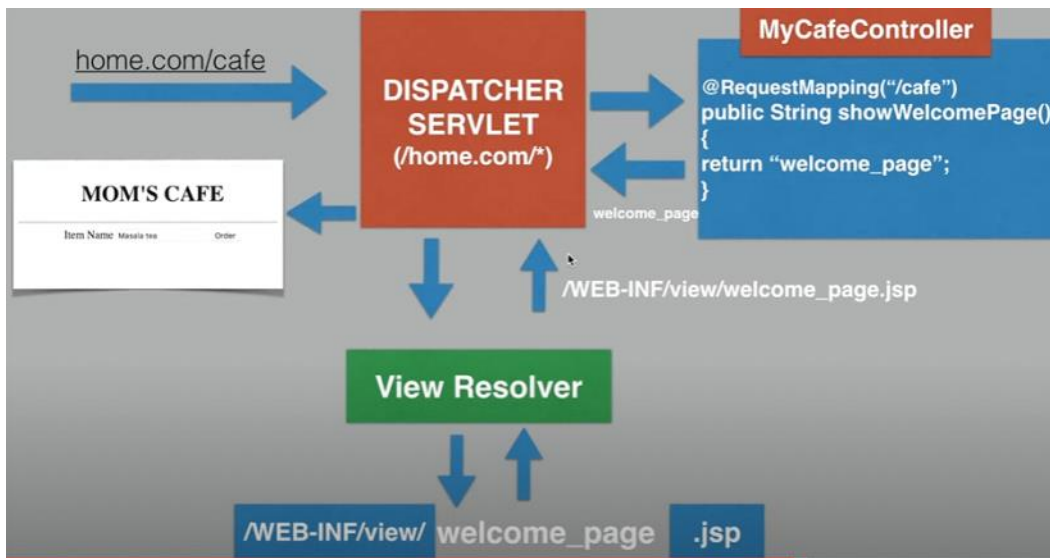 home.com/cafe
DISPATCHER
SERVLET
(/home.com/*)
MyCafeController
@RequestMapping(“/cafe”)
public String showWelcomePage()
{
return “welcome_page”;
}
welcome_page
MOM'S CAFE
Item Name Masala tea Order
/WEB-INF/view/welcome_page.jsp
View Resolver
/WEB-INF/view/ welcome_page .jsp